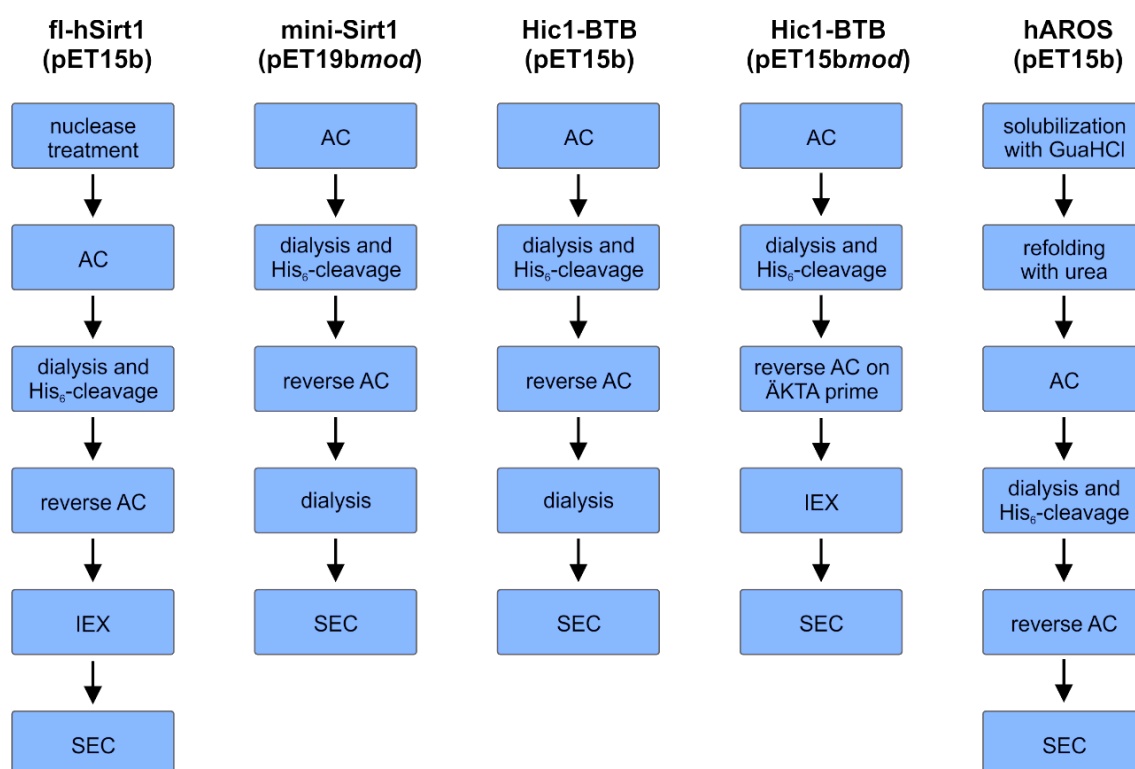 fl-hSirt1
(pET15b)
nuclease
treatment
AC
dialysis and
His₆-cleavage
reverse AC
IEX
SEC
mini-Sirt1
(pET19bmod)
AC
dialysis and
His₆-cleavage
reverse AC
dialysis
SEC
Hic1-BTB
(pET15b)
AC
dialysis and
His₆-cleavage
reverse AC
dialysis
SEC
Hic1-BTB
(pET15bmod)
AC
dialysis and
His₆-cleavage
reverse AC on
ÄKTA prime
IEX
SEC
hAROS
(pET15b)
solubilization
with GuaHCl
refolding
with urea
AC
dialysis and
His₆-cleavage
reverse AC
SEC